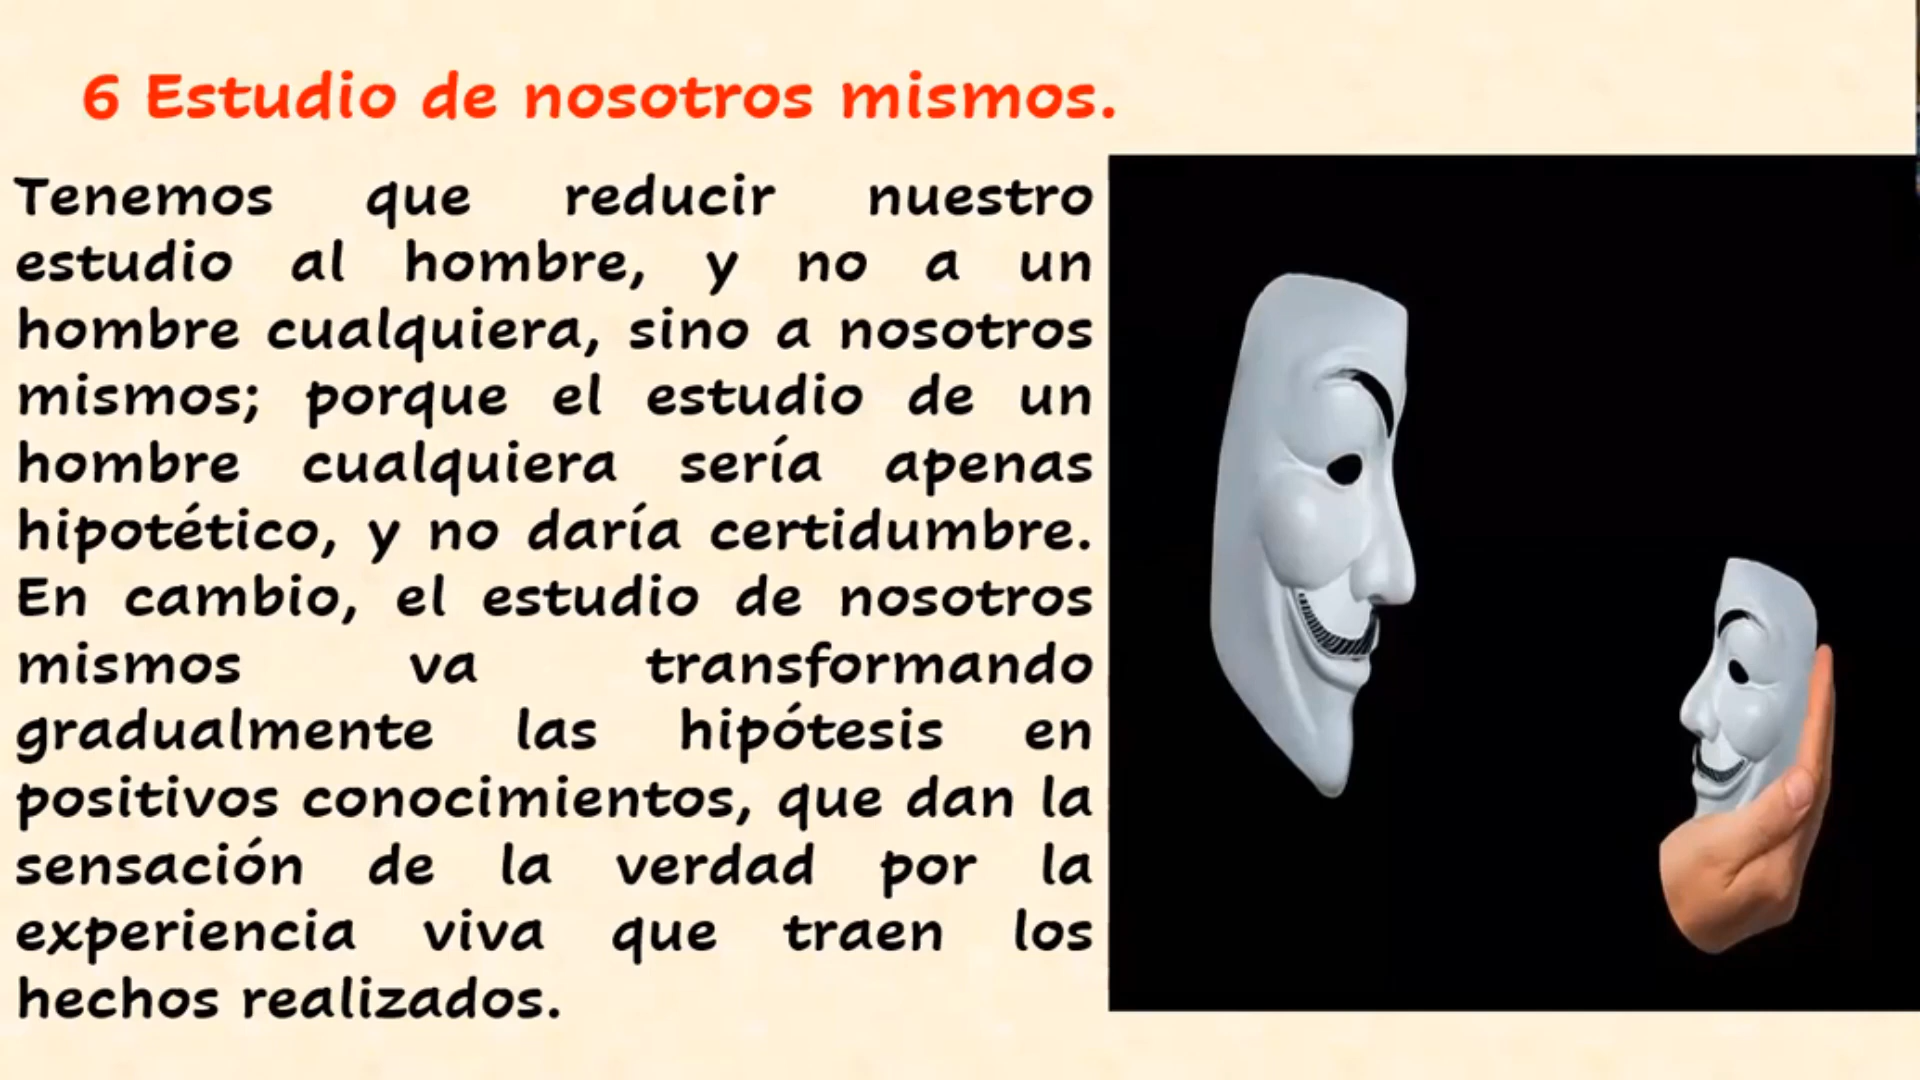 6 Estudio de nosotros mismos.
Tenemos que reducir nuestro
estudio al hombre, y no a un
hombre cualquiera, sino a nosotros
mismos; porque el estudio de un
hombre cualquiera sería apenas
hipotético, y no daría certidumbre.
En cambio, el estudio de nosotros
mismos va transformando
gradualmente las hipótesis en
positivos conocimientos, que dan la
sensación de la verdad por la
experiencia viva que traen los
hechos realizados.